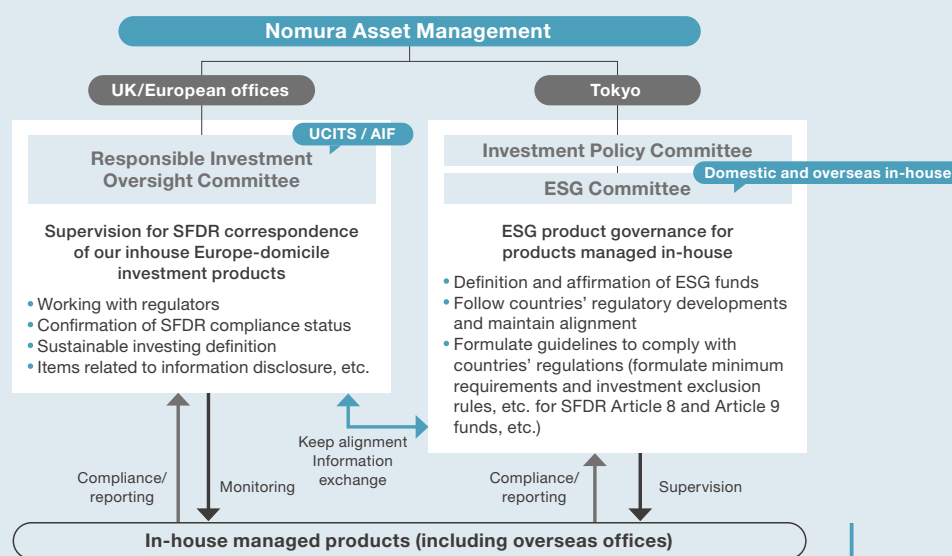 Nomura Asset Management
UK/European offices
Tokyo
UCITS / AIF
Responsible Investment
Oversight Committee
Supervision for SFDR correspondence
of our inhouse Europe-domicile
investment products
• Working with regulators
• Confirmation of SFDR compliance status
• Sustainable investing definition
• Items related to information disclosure, etc.
Investment Policy Committee
Domestic and overseas in-house
ESG Committee
ESG product governance for
products managed in-house
• Definition and affirmation of ESG funds
• Follow countries' regulatory developments
and maintain alignment
• Formulate guidelines to comply with
countries' regulations (formulate minimum
requirements and investment exclusion
rules, etc. for SFDR Article 8 and Article 9
funds, etc.)
Keep alignment
Information
exchange
Compliance/
reporting
Monitoring
Compliance/
reporting
Supervision
In-house managed products (including overseas offices)